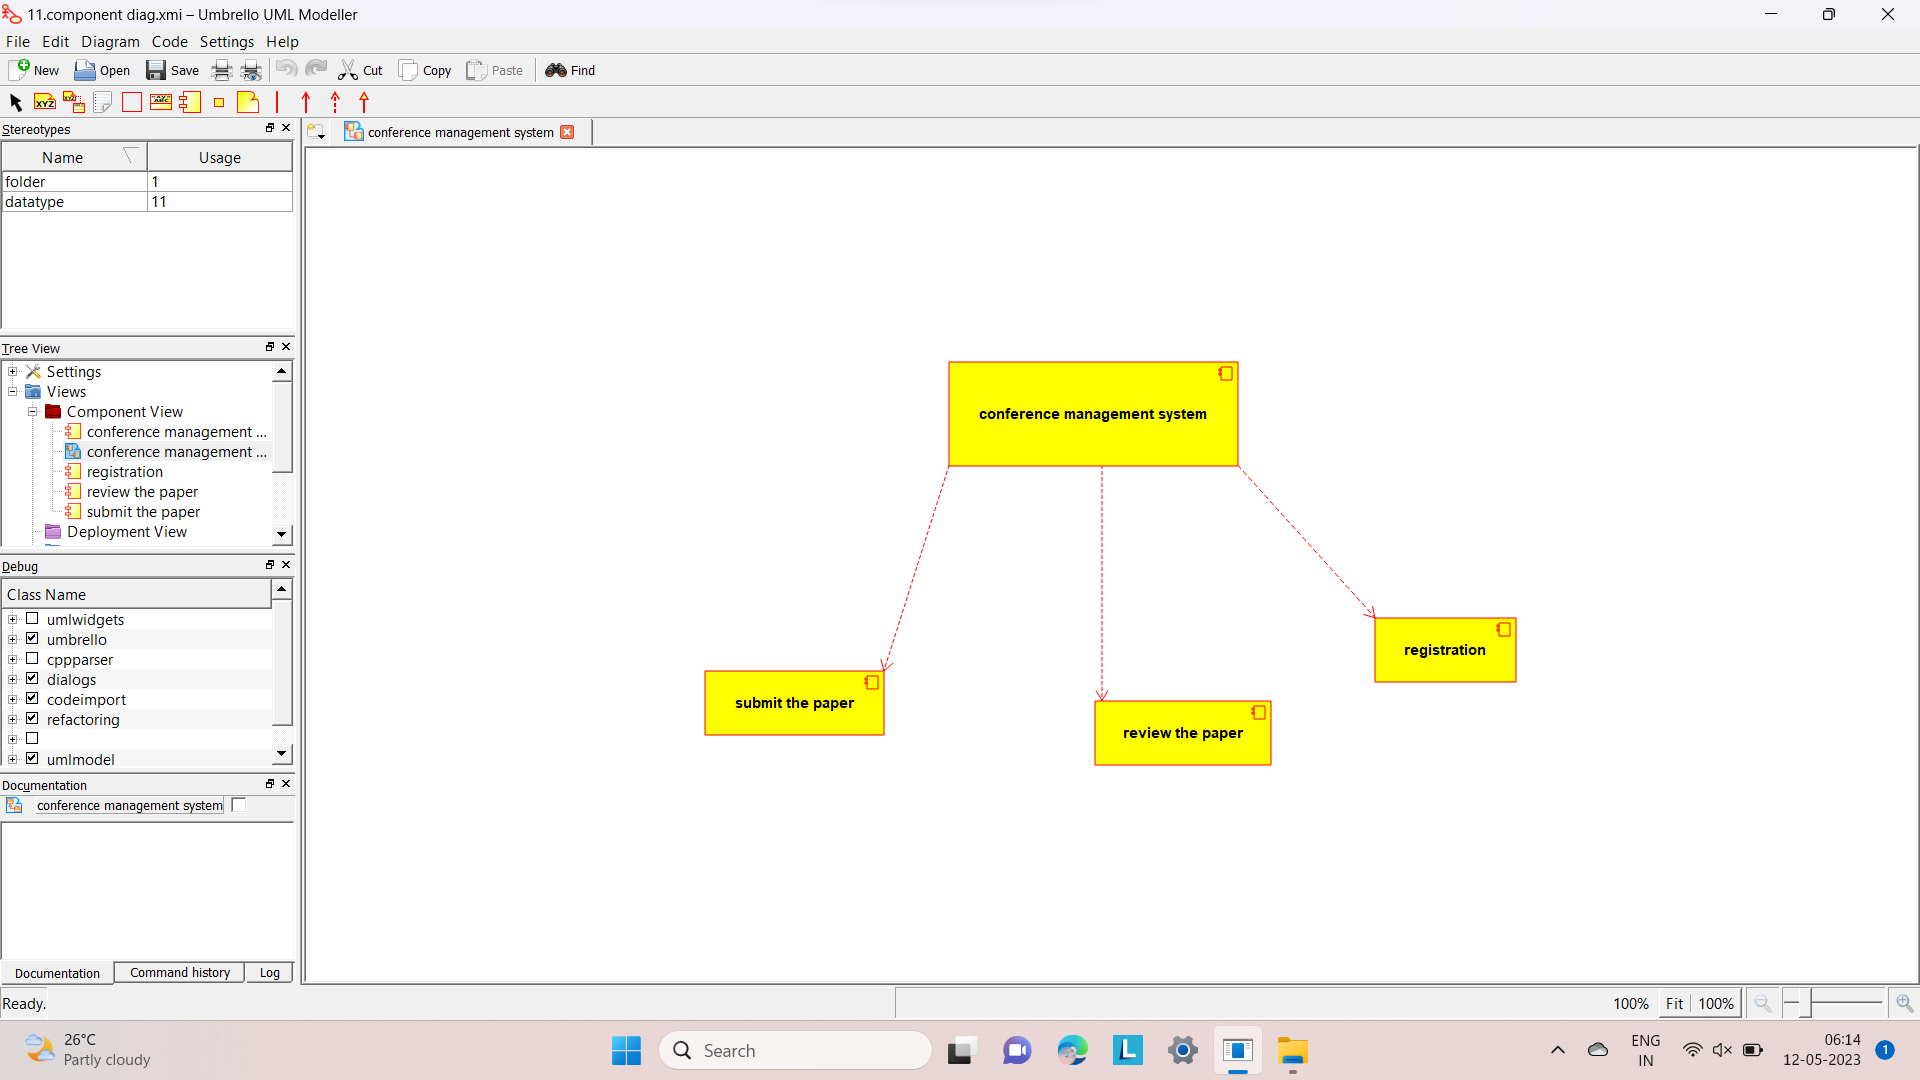 11.component diag.xmi – Umbrello UML Modeller
File Edit Diagram Code Settings Help
New Open Save Cut Copy Paste Find
XYZ XYZ ABC
Stereotypes
conference management system
Name Usage
folder 1
datatype 11
Tree View
Settings
Views
Component View
conference management ...
conference management ...
registration
review the paper
submit the paper
Deployment View
conference management system
submit the paper
review the paper
registration
Debug
Class Name
umlwidgets
umbrello
cppparser
dialogs
codeimport
refactoring
umlmodel
Documentation
conference management system
Documentation Command history Log
Ready.
100% Fit 100%
26°C
Partly cloudy
Search
L
ENG
IN
06:14
12-05-2023
1